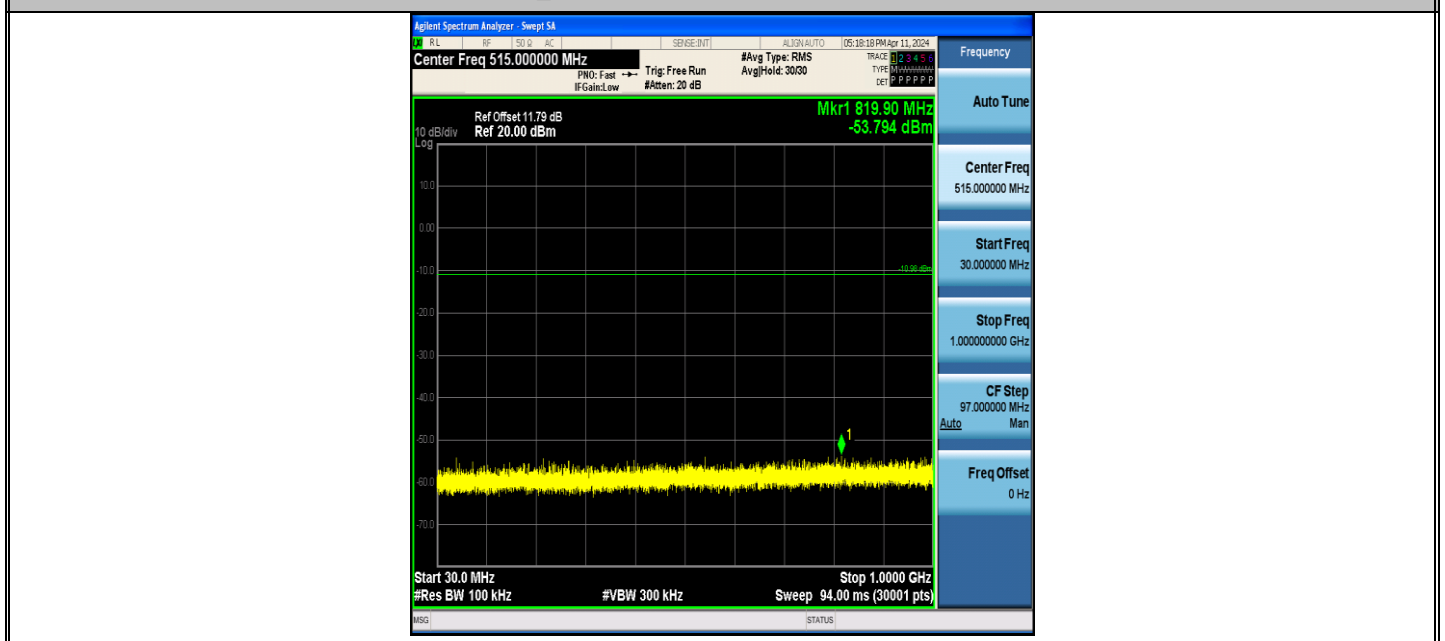 Agilent Spectrum Analyzer - Swept SA
RL RF 50 Ω AC SENSE:INT ALIGN AUTO 05:18:18 PM Apr 11, 2024
Center Freq 515.000000 MHz
PNO: Fast
IFGain:Low
Trig: Free Run
#Atten: 20 dB
#Avg Type: RMS
Avg|Hold: 30/30
TRACE 1 2 3 4 5 6
TYPE M
DET P P P P P P
Mkr1 819.90 MHz
-53.794 dBm
Ref Offset 11.79 dB
10 dB/div Ref 20.00 dBm
Log
10.0
0.00
-10.0
-10.98 dBm
-20.0
-30.0
-40.0
-50.0
-60.0
-70.0
1
Start 30.0 MHz Stop 1.0000 GHz
#Res BW 100 kHz #VBW 300 kHz Sweep 94.00 ms (30001 pts)
MSG STATUS
Frequency
Auto Tune
Center Freq
515.000000 MHz
Start Freq
30.000000 MHz
Stop Freq
1.000000000 GHz
CF Step
97.000000 MHz
Auto Man
Freq Offset
0 Hz